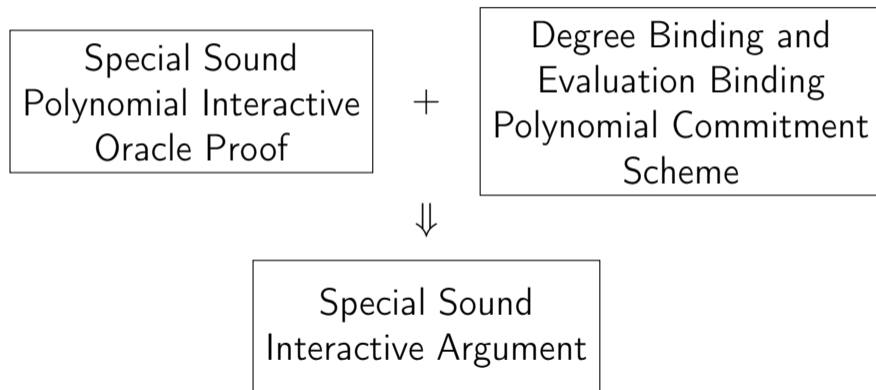 Special Sound
Polynomial Interactive
Oracle Proof
+
Degree Binding and
Evaluation Binding
Polynomial Commitment
Scheme
⇓
Special Sound
Interactive Argument